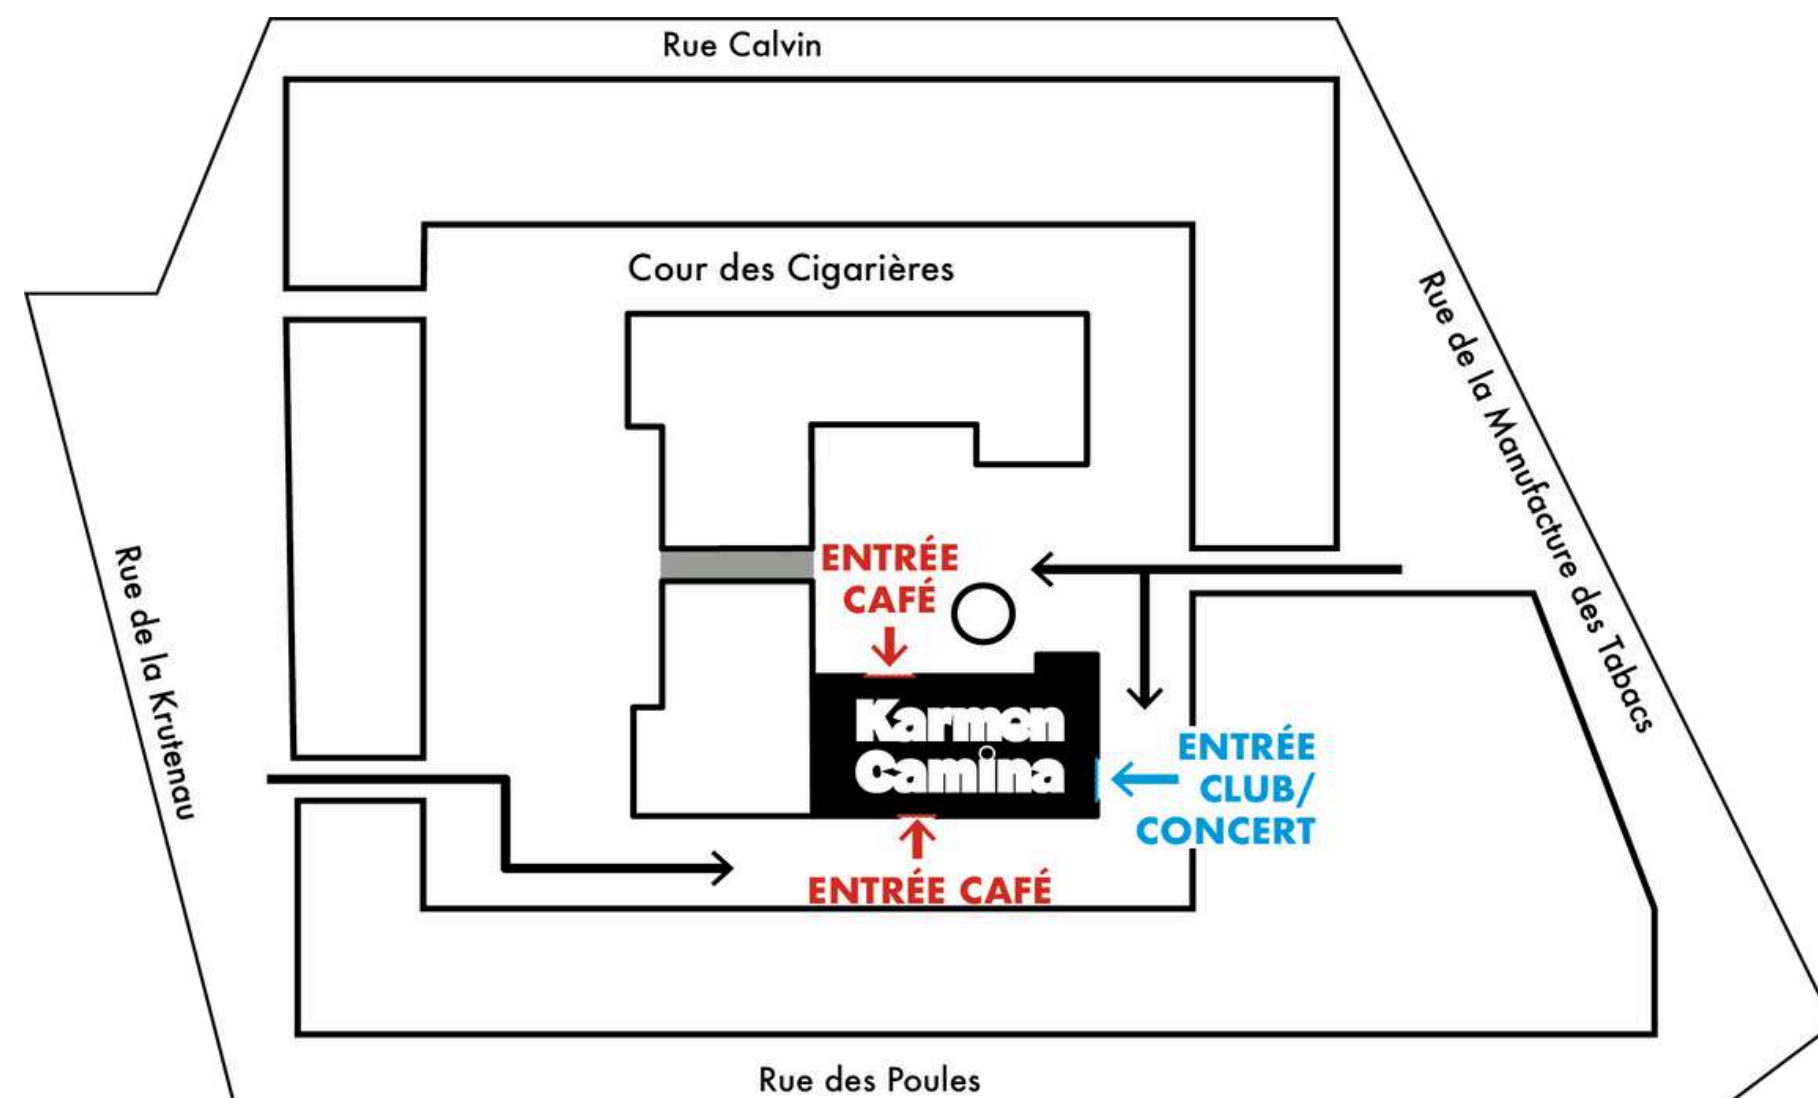 Rue Calvin
Cour des Cigarières
Rue de la Manufacture des Tabacs
Rue de la Krutenau
ENTRÉE
CAFÉ
Karmen
Camina
ENTRÉE
CLUB/
CONCERT
ENTRÉE CAFÉ
Rue des Poules